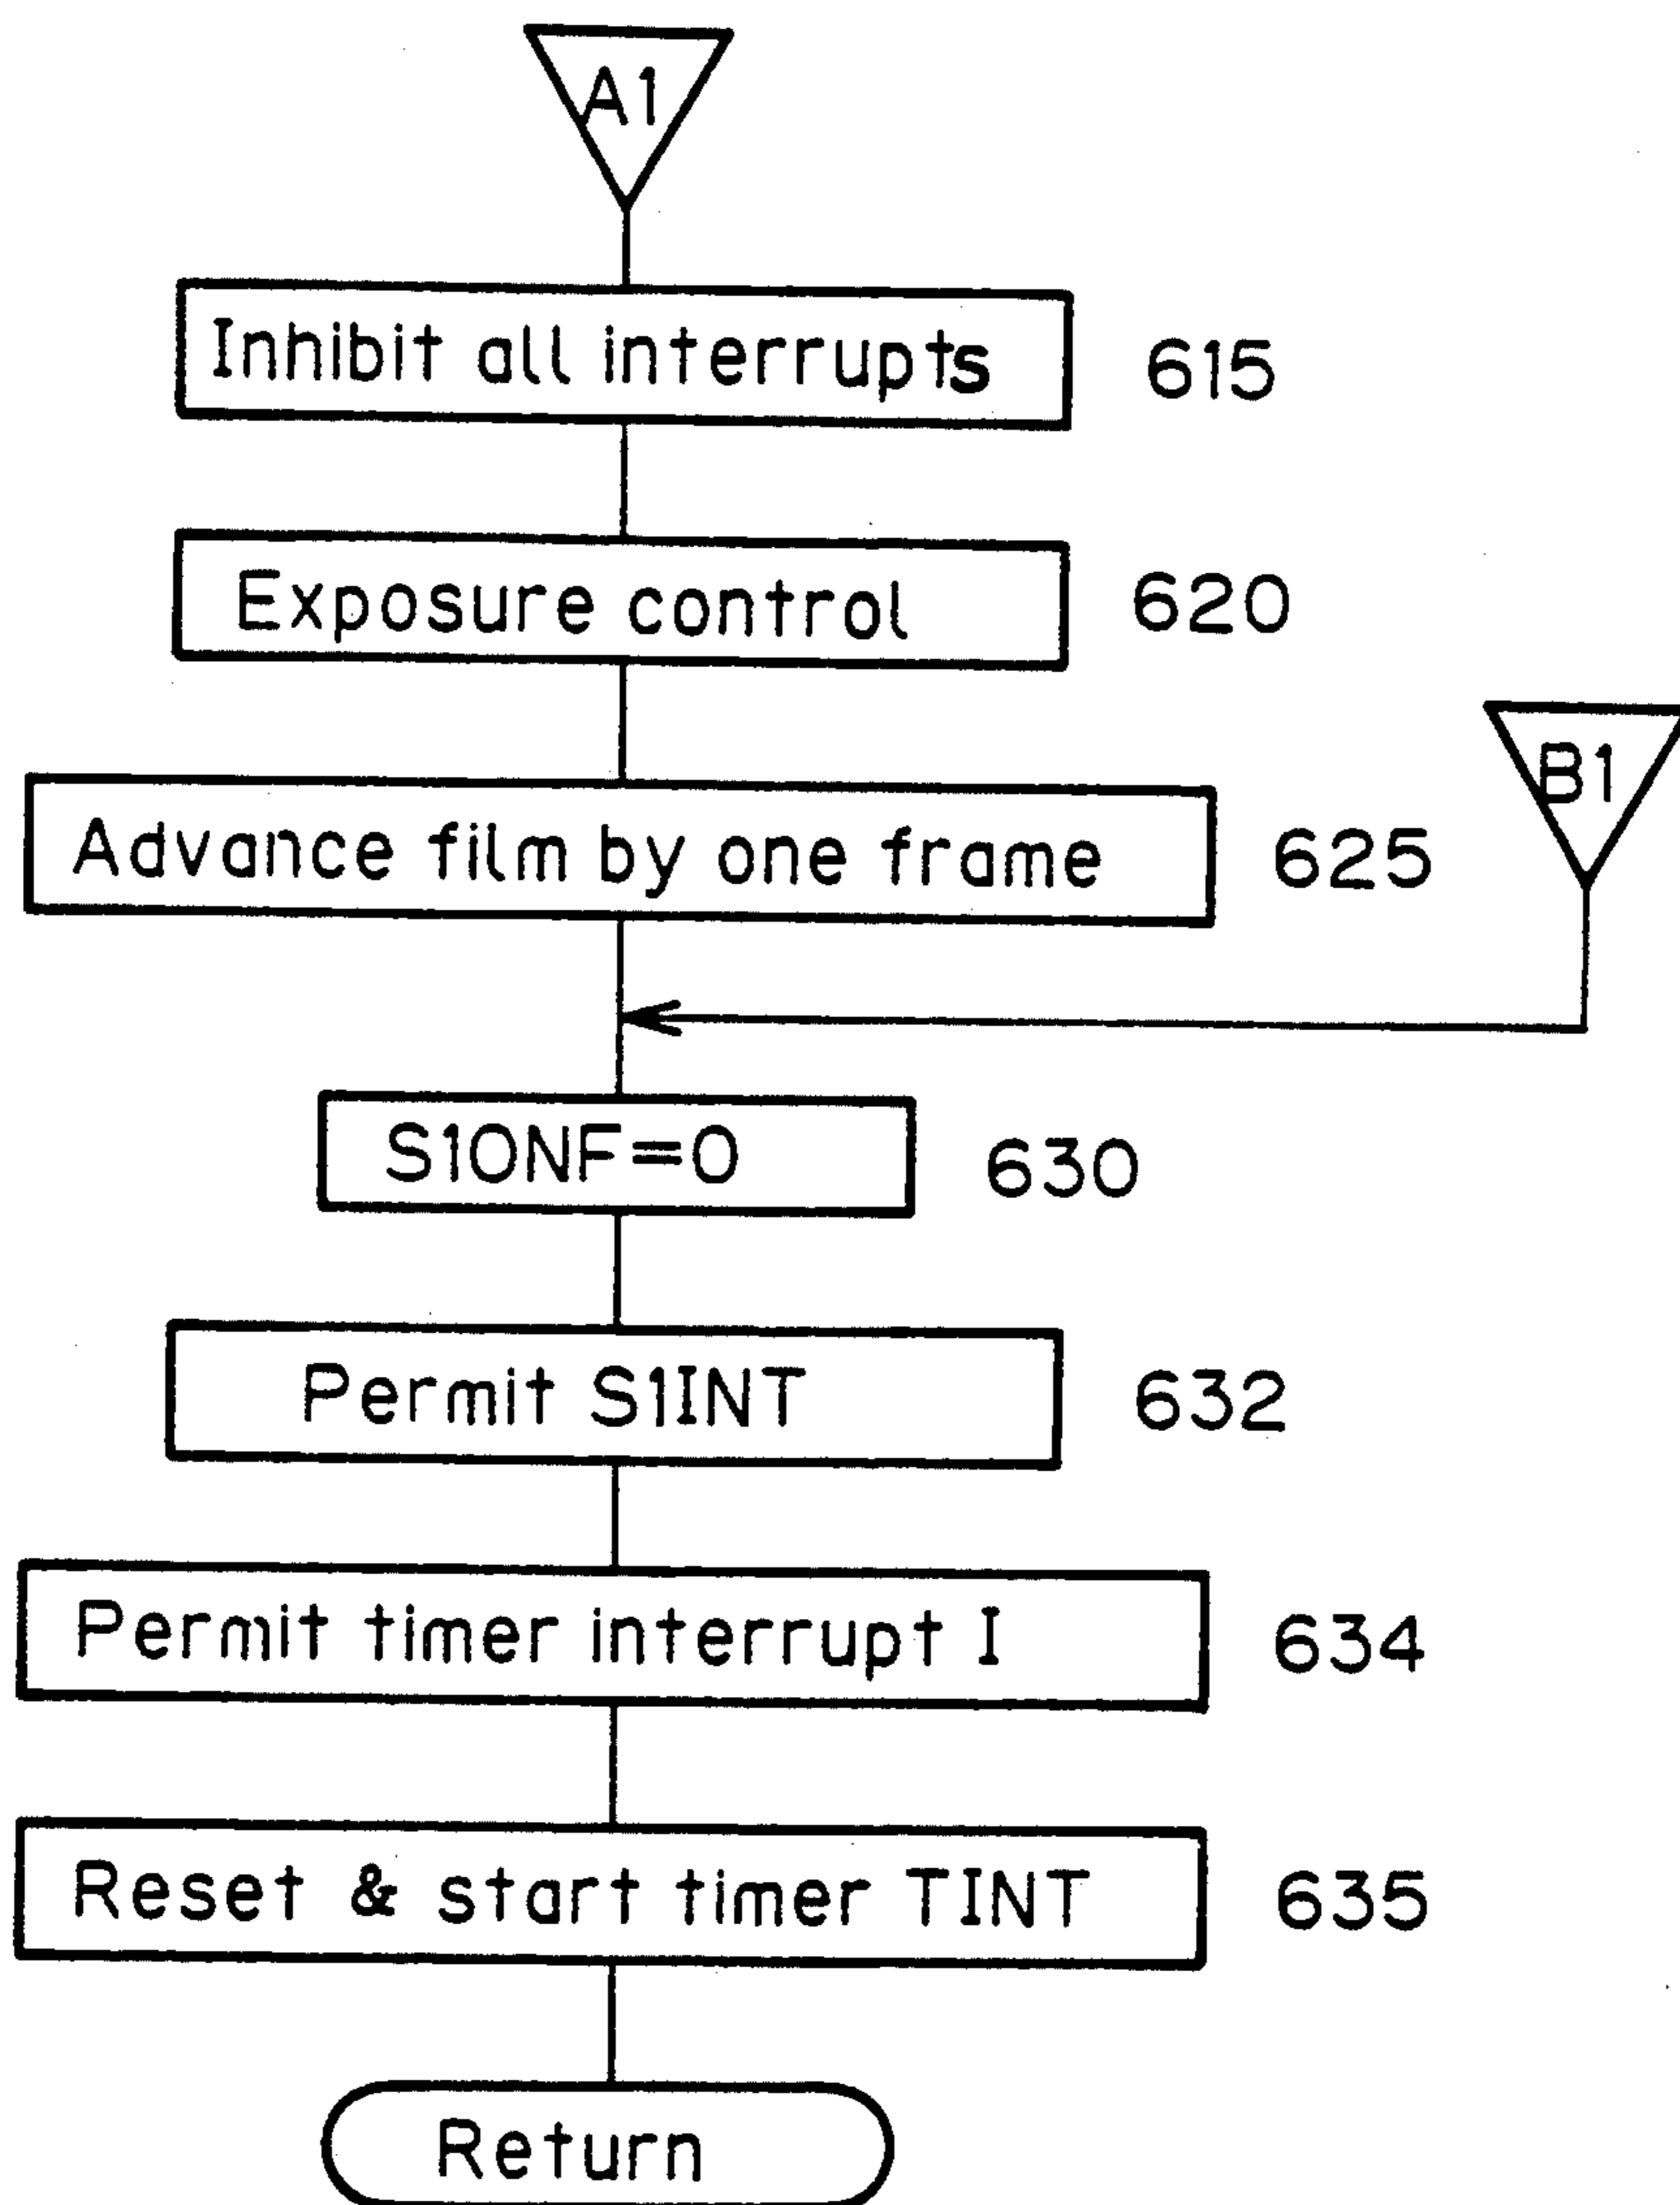 A1
Inhibit all interrupts 615
Exposure control 620
B1
Advance film by one frame 625
S1ONF=0 630
Permit S1INT 632
Permit timer interrupt I 634
Reset & start timer TINT 635
Return